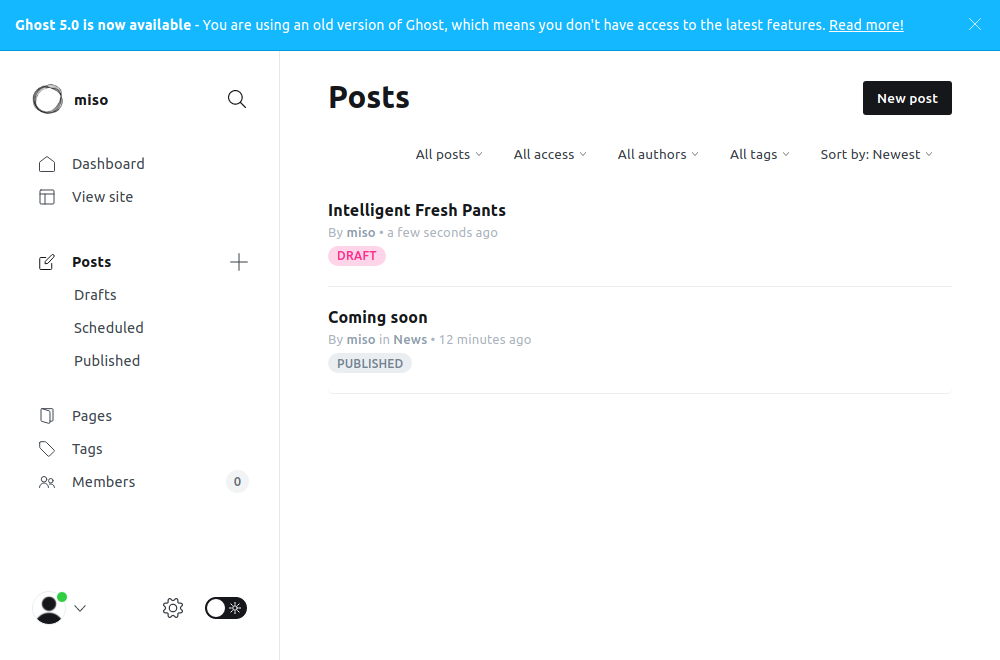 Ghost 5.0 is now available - You are using an old version of Ghost, which means you don't have access to the latest features. Read more!
miso
Dashboard
View site
Posts
Drafts
Scheduled
Published
Pages
Tags
Members 0
Posts
New post
All posts All access All authors All tags Sort by: Newest
Intelligent Fresh Pants
By miso • a few seconds ago
DRAFT
Coming soon
By miso in News • 12 minutes ago
PUBLISHED